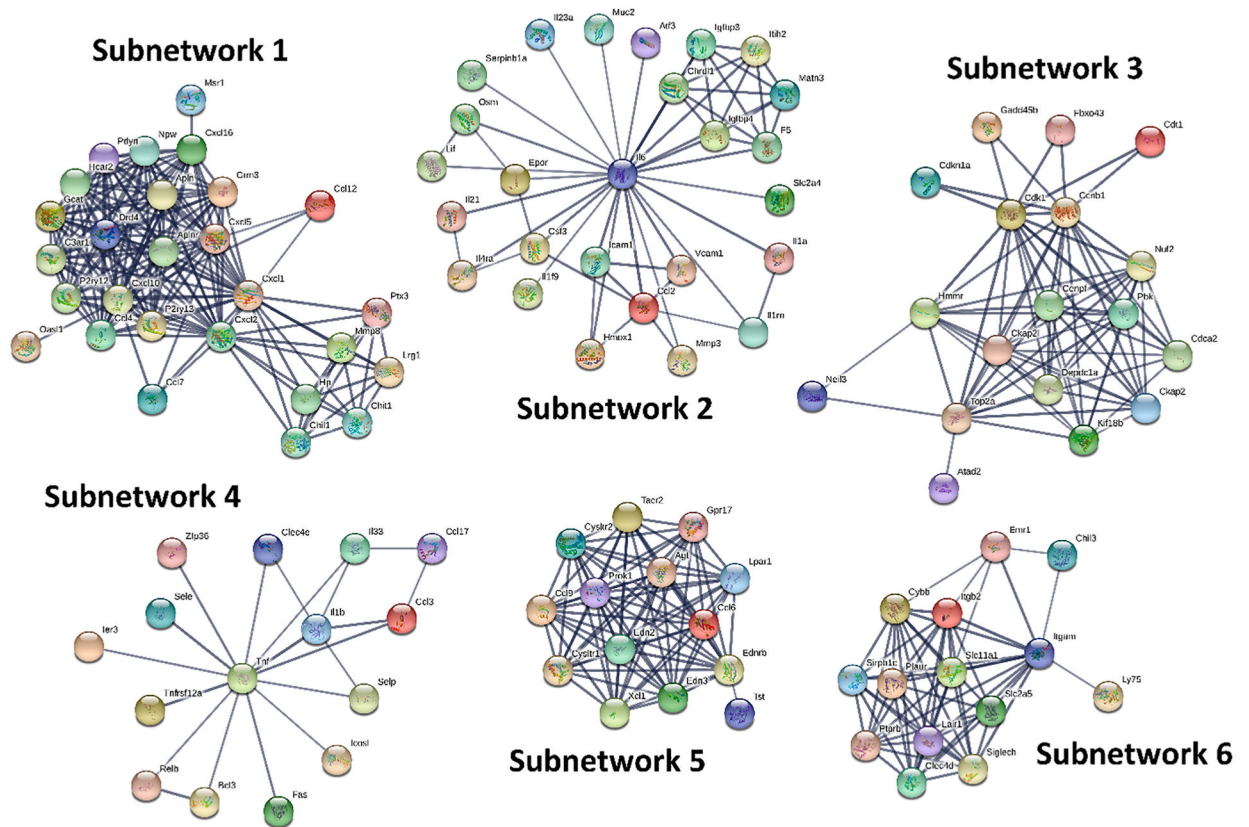 Subnetwork 1
Msr1
Pdyn
Npw
Cxcl16
Hcar2
Apln
Grm3
Ccl12
Gcat
Drd4
Cxcl5
C3ar1
Aplnr
P2ry12
Cxcl10
Cxcl1
Ptx3
Oasl1
Ccl4
P2ry13
Cxcl2
Mmp8
Lrg1
Ccl7
Hp
Chit1
Chil1
Subnetwork 2
Il23a
Muc2
Atf3
Igfbp3
Itih2
Serpinb1a
Chrdl1
Matn3
Osm
Igfbp4
F5
Lif
Epor
Il6
Slc2a4
Il21
Csf3
Icam1
Vcam1
Il1a
Il4ra
Il1f9
Ccl2
Il1rn
Hmox1
Mmp3
Subnetwork 3
Gadd45b
Fbxo43
Cdt1
Cdkn1a
Cdk1
Ccnb1
Nuf2
Hmmr
Cenpf
Pbk
Ckap2l
Cdca2
Neil3
Depdc1a
Ckap2
Top2a
Kif18b
Atad2
Subnetwork 4
Zfp36
Clec4e
Il33
Ccl17
Sele
Il1b
Ccl3
Ier3
Tnf
Tnfrsf12a
Selp
Relb
Bcl3
Fas
Icosl
Subnetwork 5
Tacr2
Gpr17
Cysltr2
Agt
Lpar1
Prok1
Ccl9
Ccl6
Edn2
Cysltr1
Ednrb
Xcl1
Edn3
Tst
Subnetwork 6
Emr1
Chil3
Cybb
Itgb2
Itgam
Sirpb1c
Plaur
Slc11a1
Ly75
Slc2a5
Ptprb
Lair1
Clec4d
Siglech